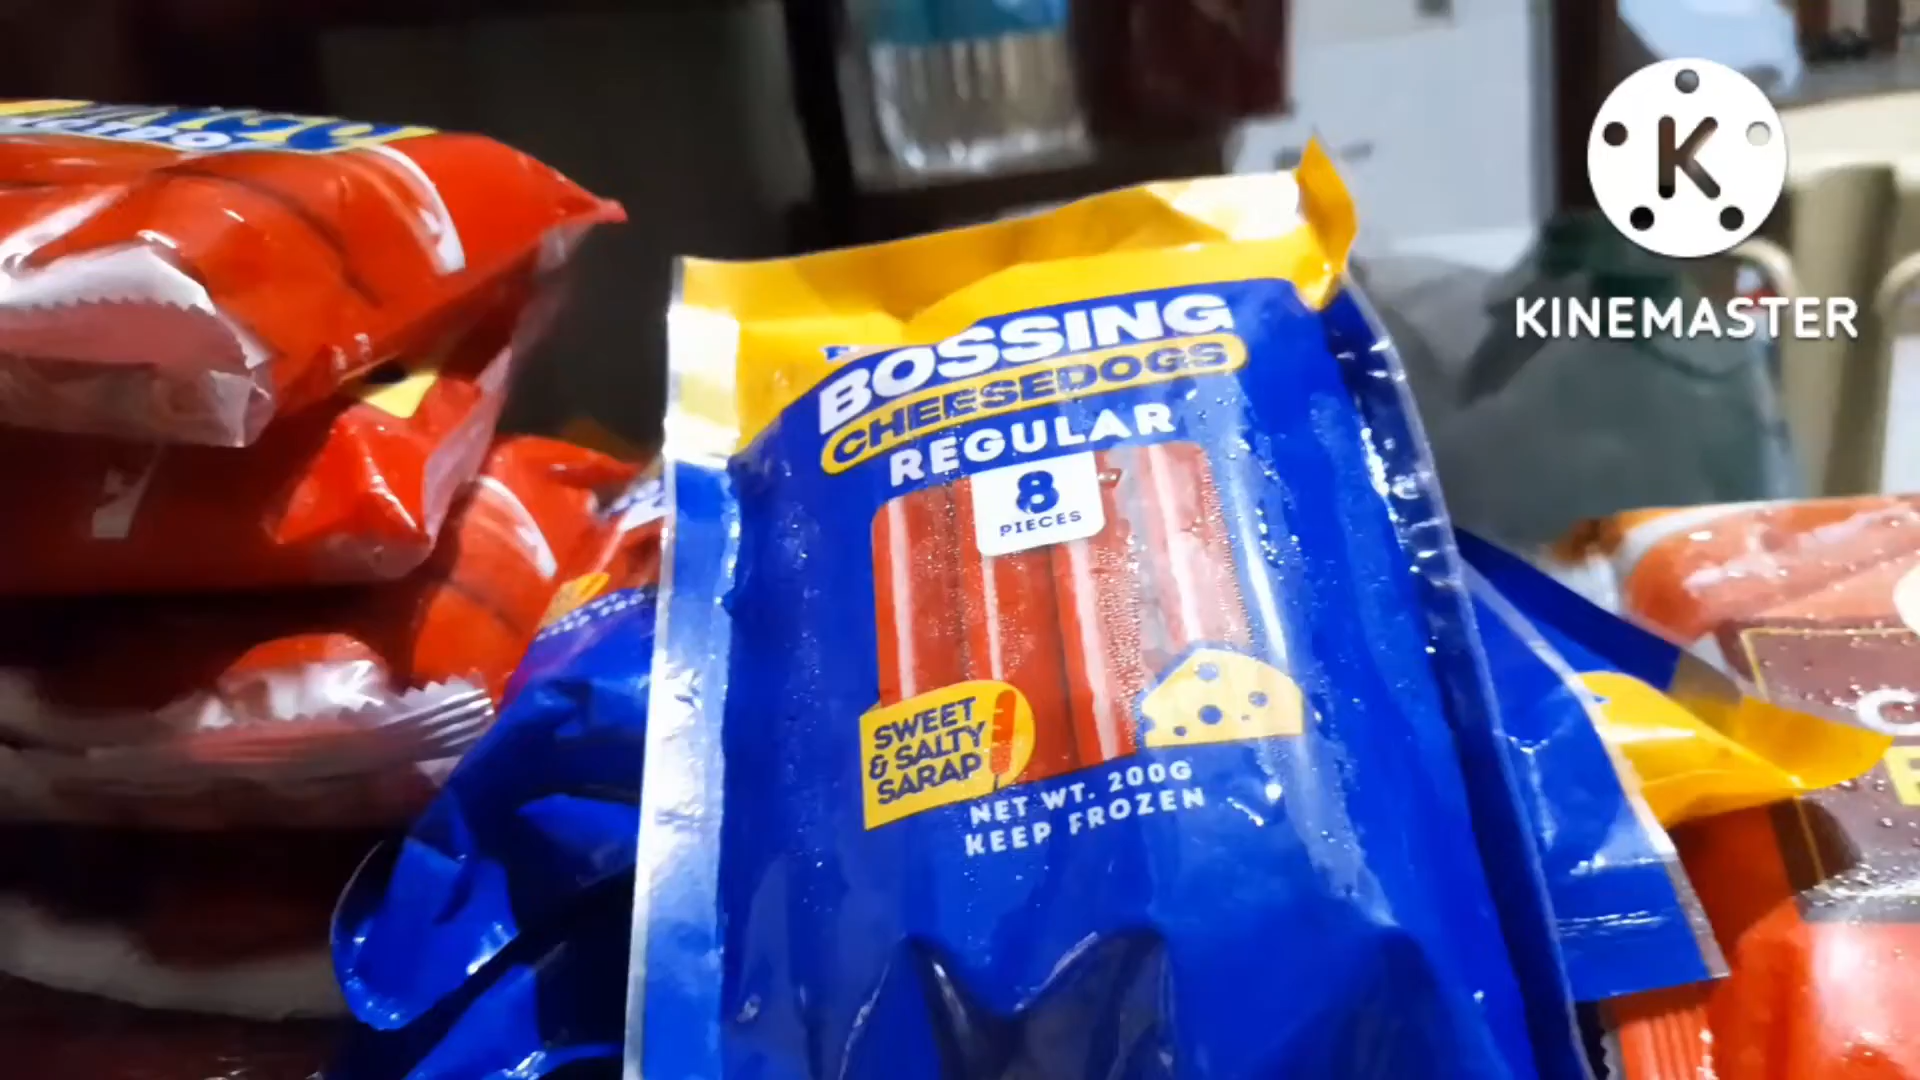 BOSSING
CHEESEDOGS
REGULAR
8
PIECES
SWEET
& SALTY
SARAP
NET WT. 200G
KEEP FROZEN
K
KINEMASTER